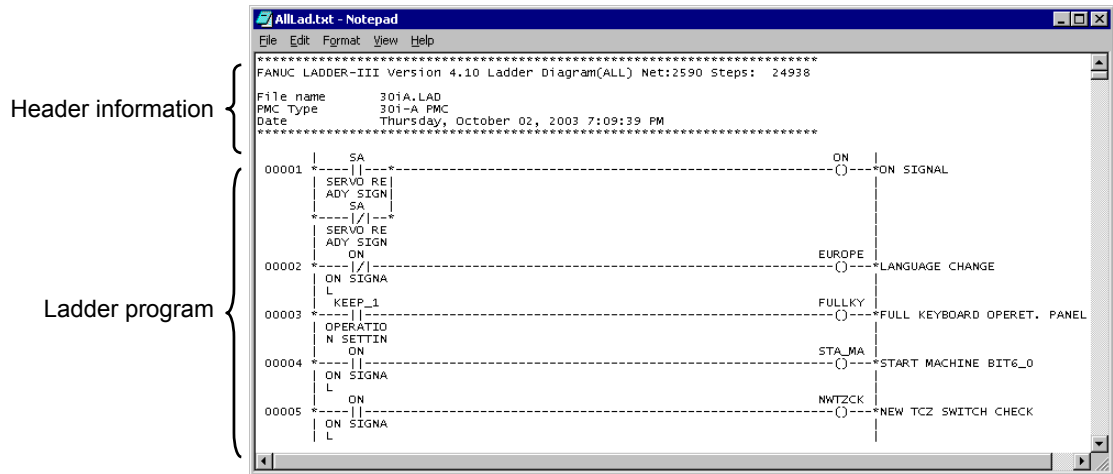 AllLad.txt - Notepad
File Edit Format View Help
*************************************************************************
FANUC LADDER-III Version 4.10 Ladder Diagram(ALL) Net:2590 Steps: 24938
File name 30iA.LAD
PMC Type 30i-A PMC
Date Thursday, October 02, 2003 7:09:39 PM
*************************************************************************
Header information
| SA ON |
00001 *----||---*---------------------------------------------------------()---*ON SIGNAL
| SERVO RE| |
| ADY SIGN| |
| SA | |
*----|/|--* |
| SERVO RE |
| ADY SIGN |
| ON EUROPE |
00002 *----|/|------------------------------------------------------------()---*LANGUAGE CHANGE
| ON SIGNA |
| L |
Ladder program
| KEEP_1 FULLKY |
00003 *----||-------------------------------------------------------------()---*FULL KEYBOARD OPERET. PANEL
| OPERATIO |
| N SETTIN |
| ON STA_MA |
00004 *----||-------------------------------------------------------------()---*START MACHINE BIT6_0
| ON SIGNA |
| L |
| ON NWTZCK |
00005 *----||-------------------------------------------------------------()---*NEW TCZ SWITCH CHECK
| ON SIGNA |
| L |